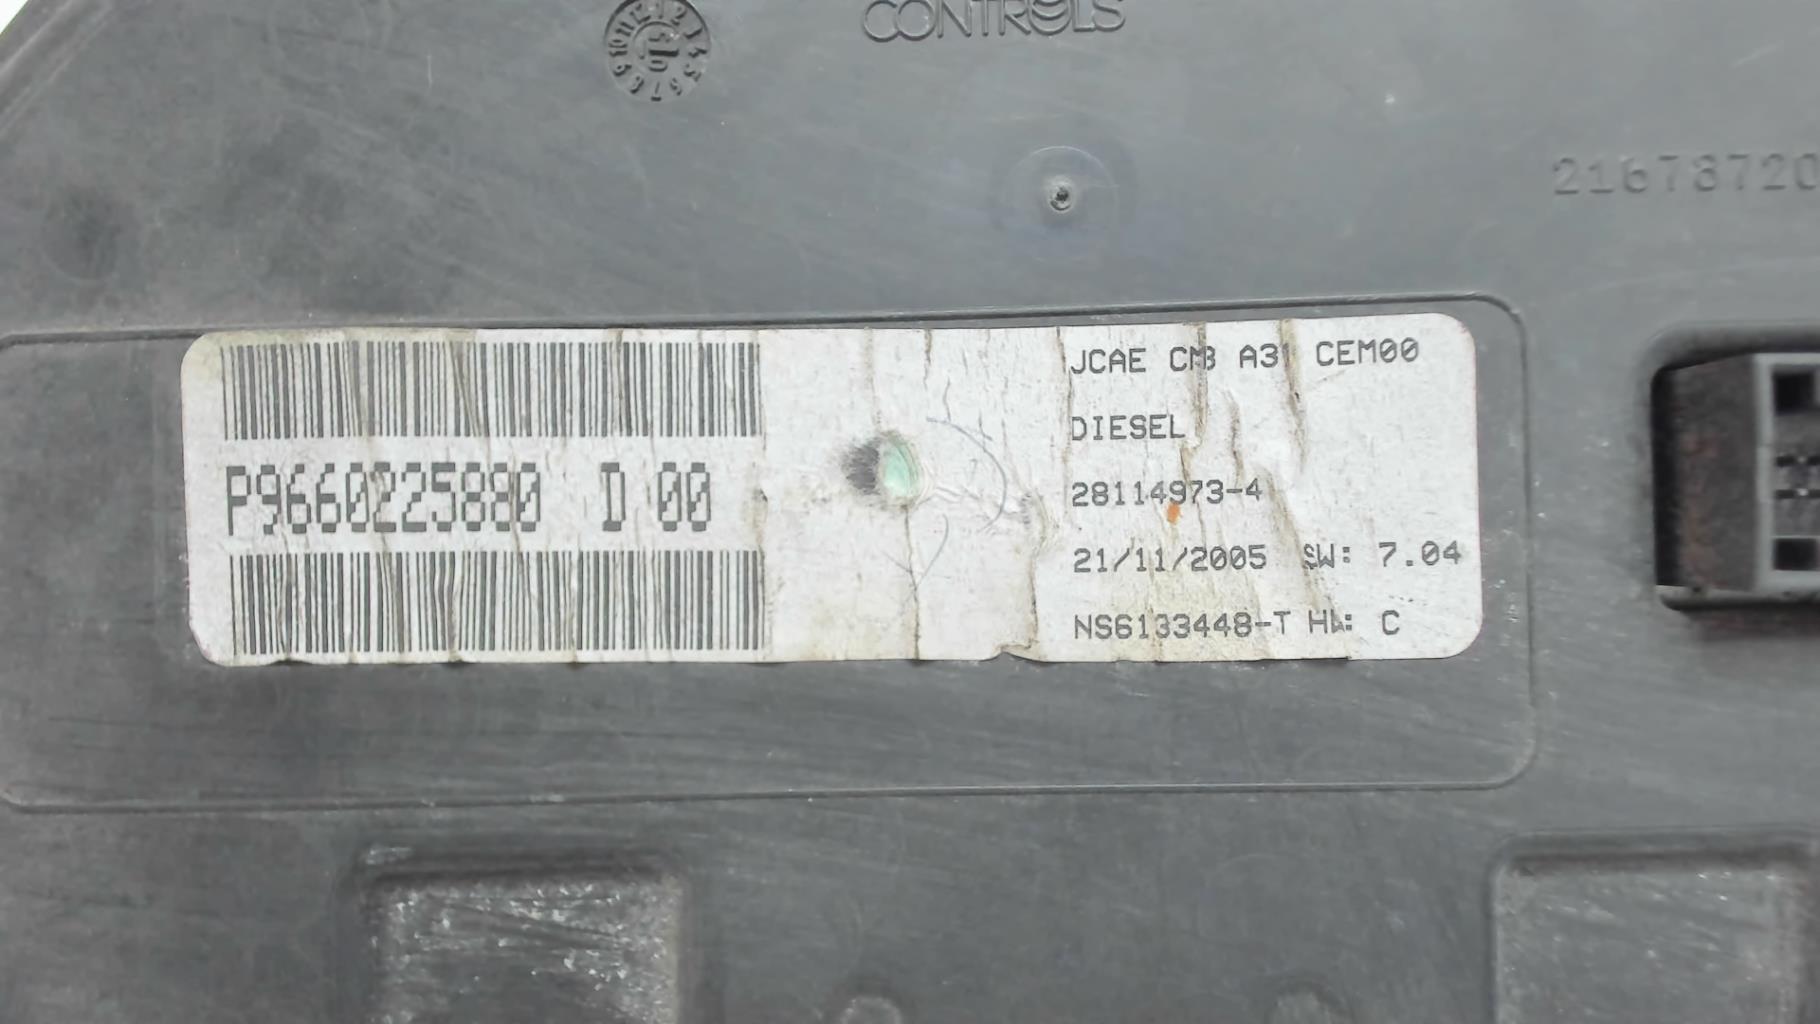 CONTROLS
21678720
P9660225880 D 00
JCAE CMB A31 CEM00
DIESEL
28114973-4
21/11/2005 SW: 7.04
NS6133448-T HW: C